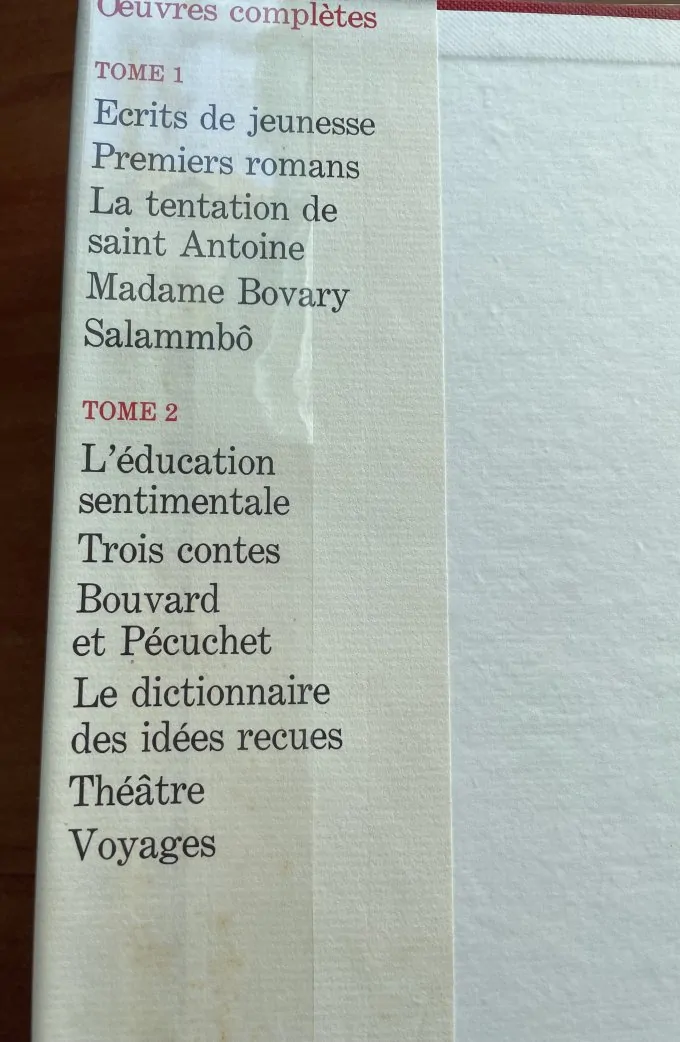 Œuvres complètes
TOME 1
Ecrits de jeunesse
Premiers romans
La tentation de
saint Antoine
Madame Bovary
Salammbô
TOME 2
L'éducation
sentimentale
Trois contes
Bouvard
et Pécuchet
Le dictionnaire
des idées recues
Théâtre
Voyages